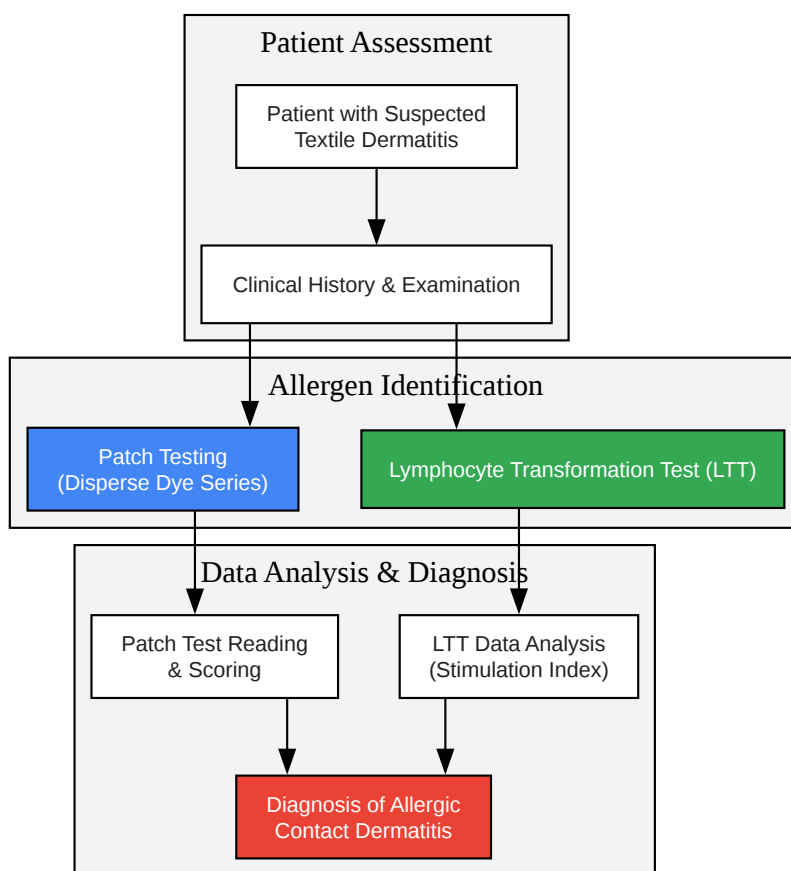 Patient Assessment
Patient with Suspected
Textile Dermatitis
Clinical History & Examination
Allergen Identification
Patch Testing
(Disperse Dye Series)
Lymphocyte Transformation Test (LTT)
Data Analysis & Diagnosis
Patch Test Reading
& Scoring
LTT Data Analysis
(Stimulation Index)
Diagnosis of Allergic
Contact Dermatitis